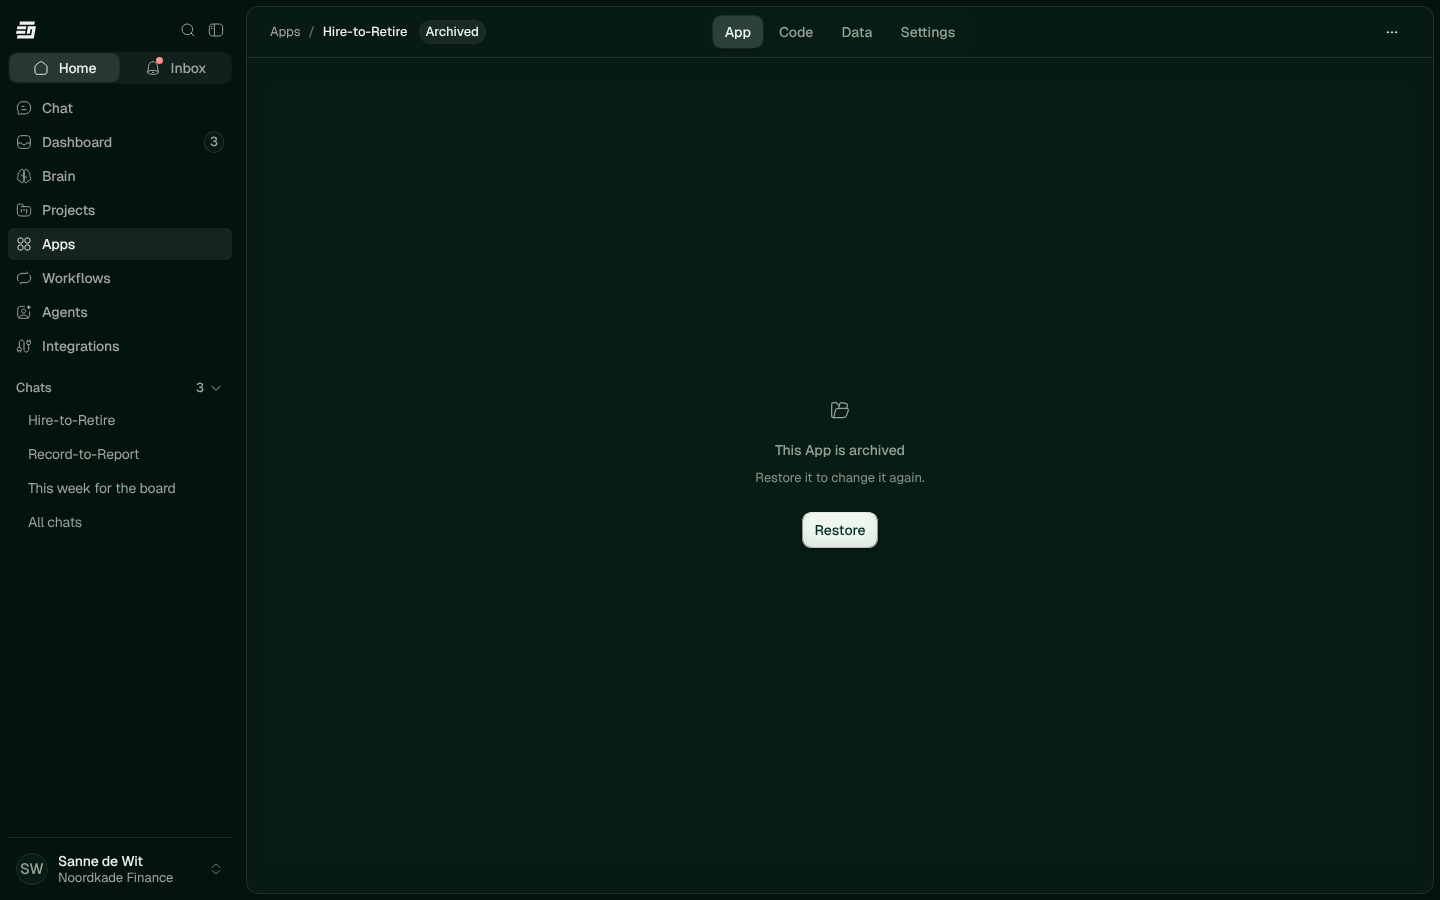 Apps / Hire-to-Retire Archived
App Code Data Settings
Home Inbox
Chat
Dashboard 3
Brain
Projects
Apps
Workflows
Agents
Integrations
Chats 3
Hire-to-Retire
Record-to-Report
This week for the board
All chats
This App is archived
Restore it to change it again.
Restore
SW
Sanne de Wit
Noordkade Finance